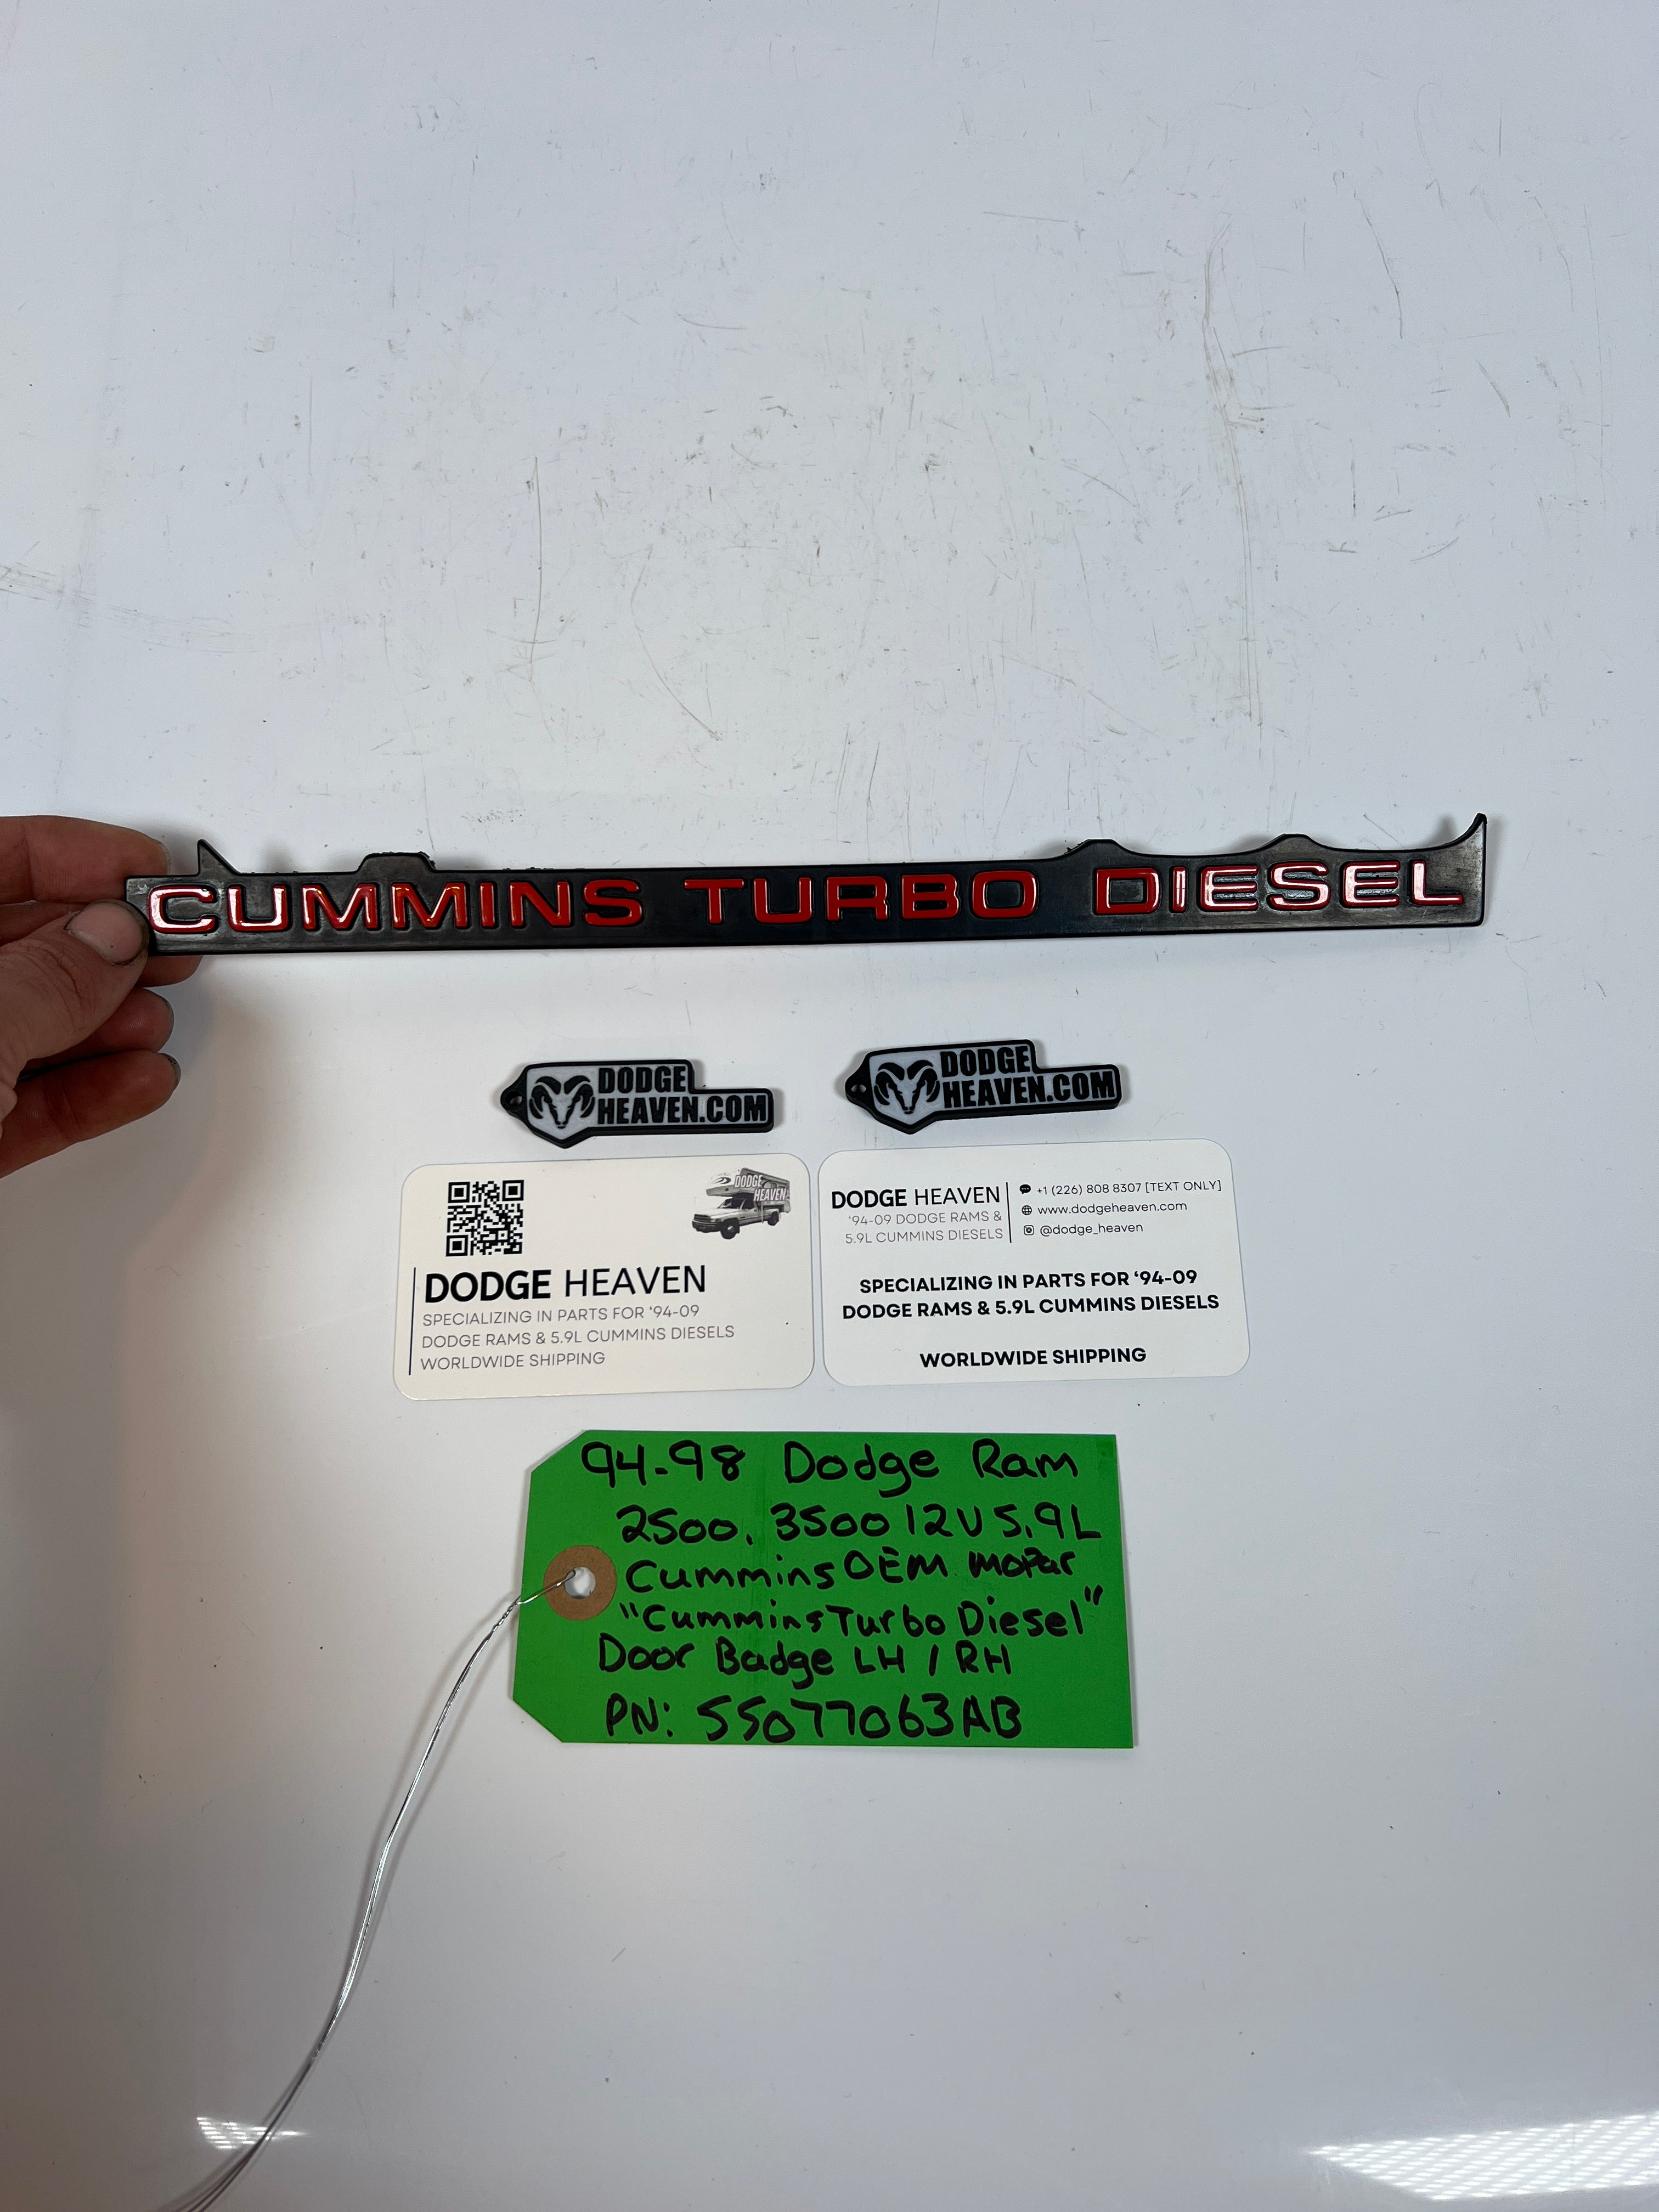 CUMMINS TURBO DIESEL
DODGE
HEAVEN.COM
DODGE
HEAVEN.COM
DODGE
HEAVEN
DODGE HEAVEN
SPECIALIZING IN PARTS FOR '94-09
DODGE RAMS & 5.9L CUMMINS DIESELS
WORLDWIDE SHIPPING
DODGE HEAVEN
'94-09 DODGE RAMS &
5.9L CUMMINS DIESELS
+1 (226) 808 8307 [TEXT ONLY]
www.dodgeheaven.com
@dodge_heaven
SPECIALIZING IN PARTS FOR '94-09
DODGE RAMS & 5.9L CUMMINS DIESELS
WORLDWIDE SHIPPING
94-98 Dodge Ram
2500, 3500 12V 5.9L
Cummins OEM mopar
"Cummins Turbo Diesel"
Door Badge LH / RH
PN: 55077063AB